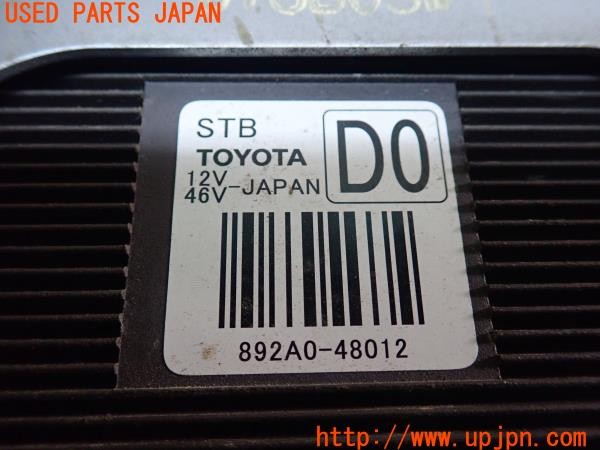 USED PARTS JAPAN
STB
D0
TOYOTA
12V
46V-JAPAN
892A0-48012
http://www.upjpn.com/